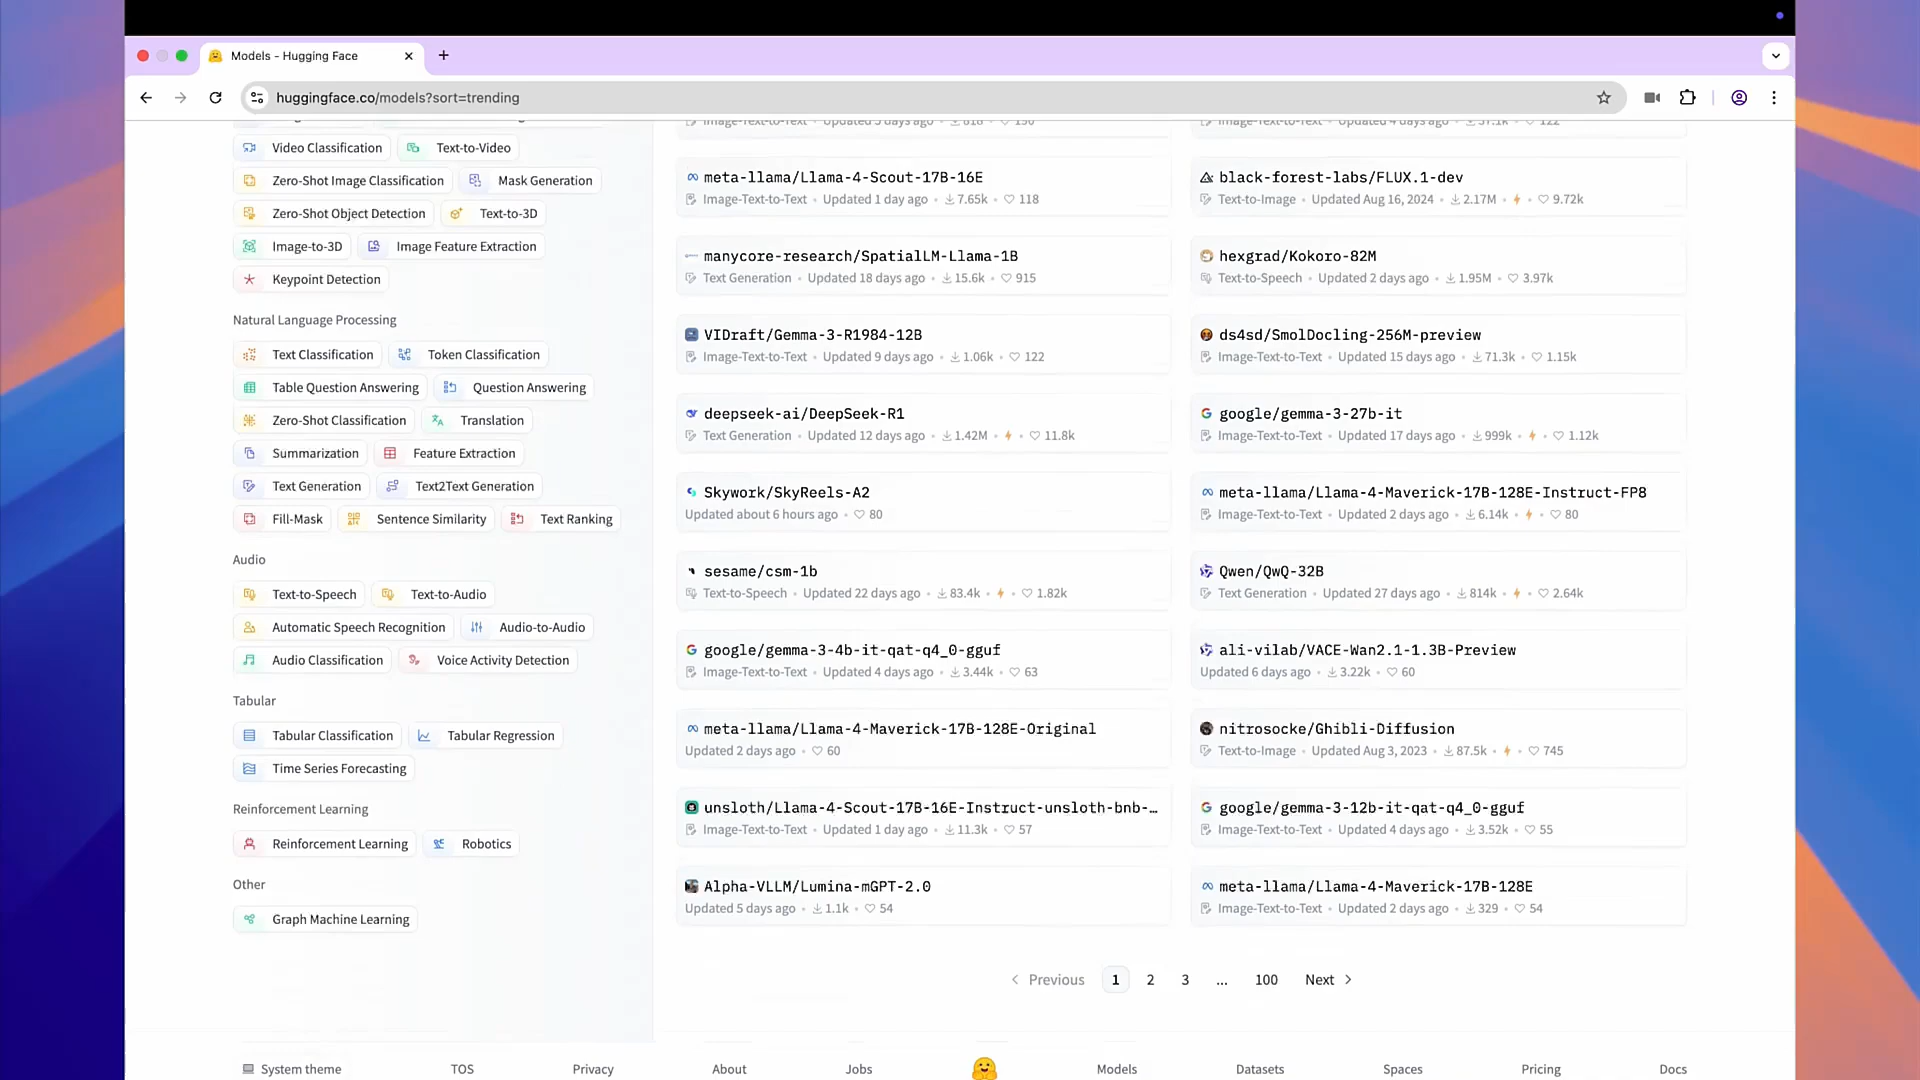 Models - Hugging Face
huggingface.co/models?sort=trending
Video Classification
Text-to-Video
Zero-Shot Image Classification
Mask Generation
Zero-Shot Object Detection
Text-to-3D
Image-to-3D
Image Feature Extraction
Keypoint Detection
Natural Language Processing
Text Classification
Token Classification
Table Question Answering
Question Answering
Zero-Shot Classification
Translation
Summarization
Feature Extraction
Text Generation
Text2Text Generation
Fill-Mask
Sentence Similarity
Text Ranking
Audio
Text-to-Speech
Text-to-Audio
Automatic Speech Recognition
Audio-to-Audio
Audio Classification
Voice Activity Detection
Tabular
Tabular Classification
Tabular Regression
Time Series Forecasting
Reinforcement Learning
Reinforcement Learning
Robotics
Other
Graph Machine Learning
Image-Text-to-Text • Updated 5 days ago • 818 • 150
Image-Text-to-Text • Updated 4 days ago • 37.1k • 122
meta-llama/Llama-4-Scout-17B-16E
Image-Text-to-Text • Updated 1 day ago • 7.65k • 118
black-forest-labs/FLUX.1-dev
Text-to-Image • Updated Aug 16, 2024 • 2.17M • 9.72k
manycore-research/SpatialLM-Llama-1B
Text Generation • Updated 18 days ago • 15.6k • 915
hexgrad/Kokoro-82M
Text-to-Speech • Updated 2 days ago • 1.95M • 3.97k
VIDraft/Gemma-3-R1984-12B
Image-Text-to-Text • Updated 9 days ago • 1.06k • 122
ds4sd/SmolDocling-256M-preview
Image-Text-to-Text • Updated 15 days ago • 71.3k • 1.15k
deepseek-ai/DeepSeek-R1
Text Generation • Updated 12 days ago • 1.42M • 11.8k
google/gemma-3-27b-it
Image-Text-to-Text • Updated 17 days ago • 999k • 1.12k
Skywork/SkyReels-A2
Updated about 6 hours ago • 80
meta-llama/Llama-4-Maverick-17B-128E-Instruct-FP8
Image-Text-to-Text • Updated 2 days ago • 6.14k • 80
sesame/csm-1b
Text-to-Speech • Updated 22 days ago • 83.4k • 1.82k
Qwen/QwQ-32B
Text Generation • Updated 27 days ago • 814k • 2.64k
google/gemma-3-4b-it-qat-q4_0-gguf
Image-Text-to-Text • Updated 4 days ago • 3.44k • 63
ali-vilab/VACE-Wan2.1-1.3B-Preview
Updated 6 days ago • 3.22k • 60
meta-llama/Llama-4-Maverick-17B-128E-Original
Updated 2 days ago • 60
nitrosocke/Ghibli-Diffusion
Text-to-Image • Updated Aug 3, 2023 • 87.5k • 745
unsloth/Llama-4-Scout-17B-16E-Instruct-unsloth-bnb-…
Image-Text-to-Text • Updated 1 day ago • 11.3k • 57
google/gemma-3-12b-it-qat-q4_0-gguf
Image-Text-to-Text • Updated 4 days ago • 3.52k • 55
Alpha-VLLM/Lumina-mGPT-2.0
Updated 5 days ago • 1.1k • 54
meta-llama/Llama-4-Maverick-17B-128E
Image-Text-to-Text • Updated 2 days ago • 329 • 54
Previous 1 2 3 ... 100 Next
System theme TOS Privacy About Jobs Models Datasets Spaces Pricing Docs